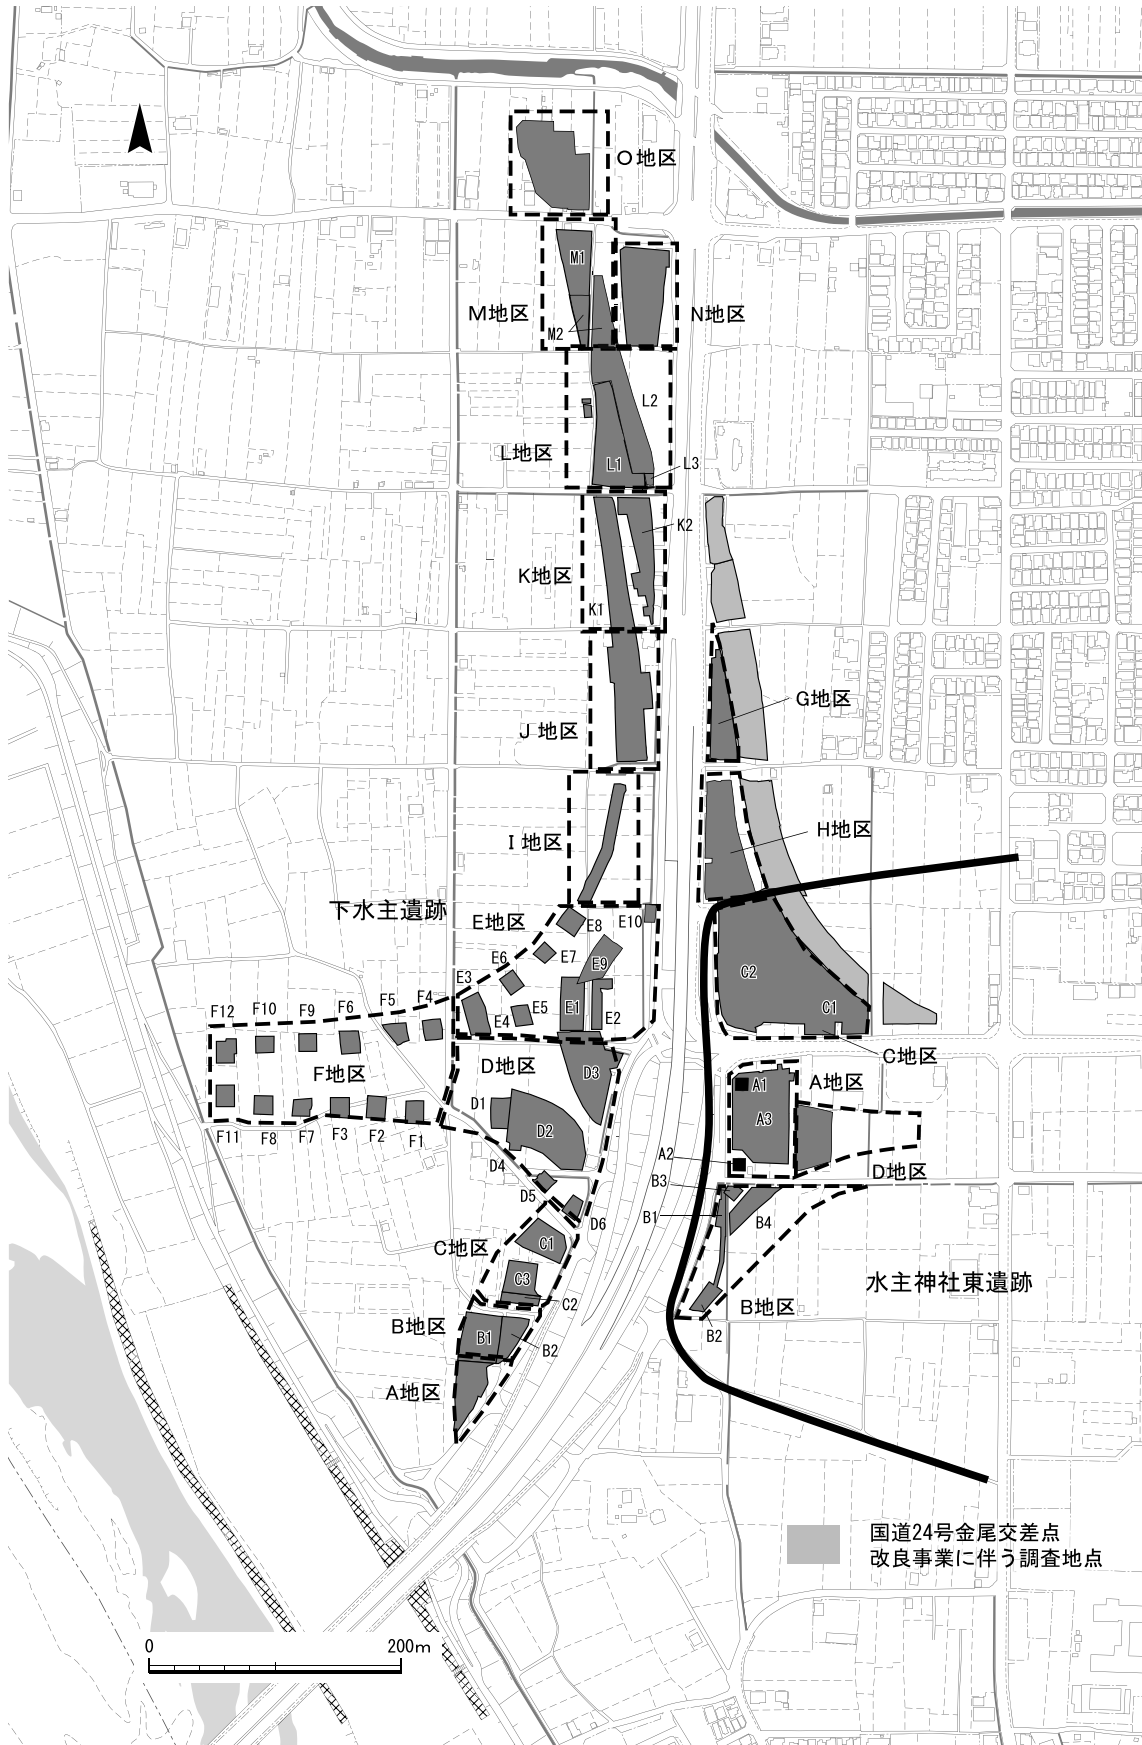 O地区
M1
M地区
M2
N地区
L2
L地区
L1
L3
K2
K地区
K1
G地区
J地区
H地区
I地区
下水主遺跡
E地区
E8
E10
E7
E9
E6
E3
E5
E4
E1
E2
C2
C1
C地区
F12
F10
F9
F6
F5
F4
F地区
F11
F8
F7
F3
F2
F1
D地区
D3
D1
D2
D4
D5
D6
A1
A地区
A3
A2
D地区
B3
B1
B4
C地区
C1
C3
C2
水主神社東遺跡
B地区
B2
B地区
B1
B2
A地区
国道24号金尾交差点
改良事業に伴う調査地点
0
200m